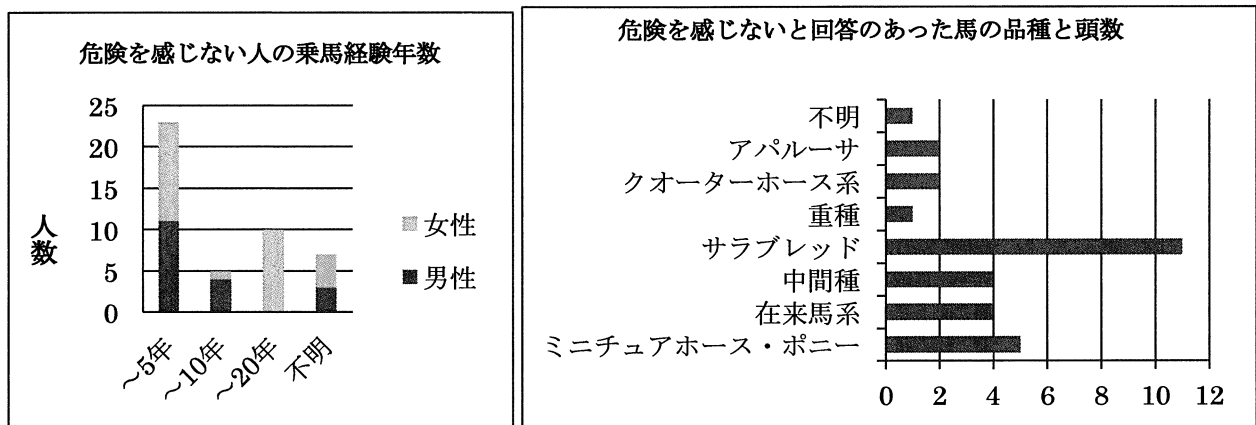 危険を感じない人の乗馬経験年数
25
20
15
10
5
0
人数
～5年
～10年
～20年
不明
女性
男性
危険を感じないと回答のあった馬の品種と頭数
不明
アパルーサ
クオーターホース系
重種
サラブレッド
中間種
在来馬系
ミニチュアホース・ポニー
0 2 4 6 8 10 12